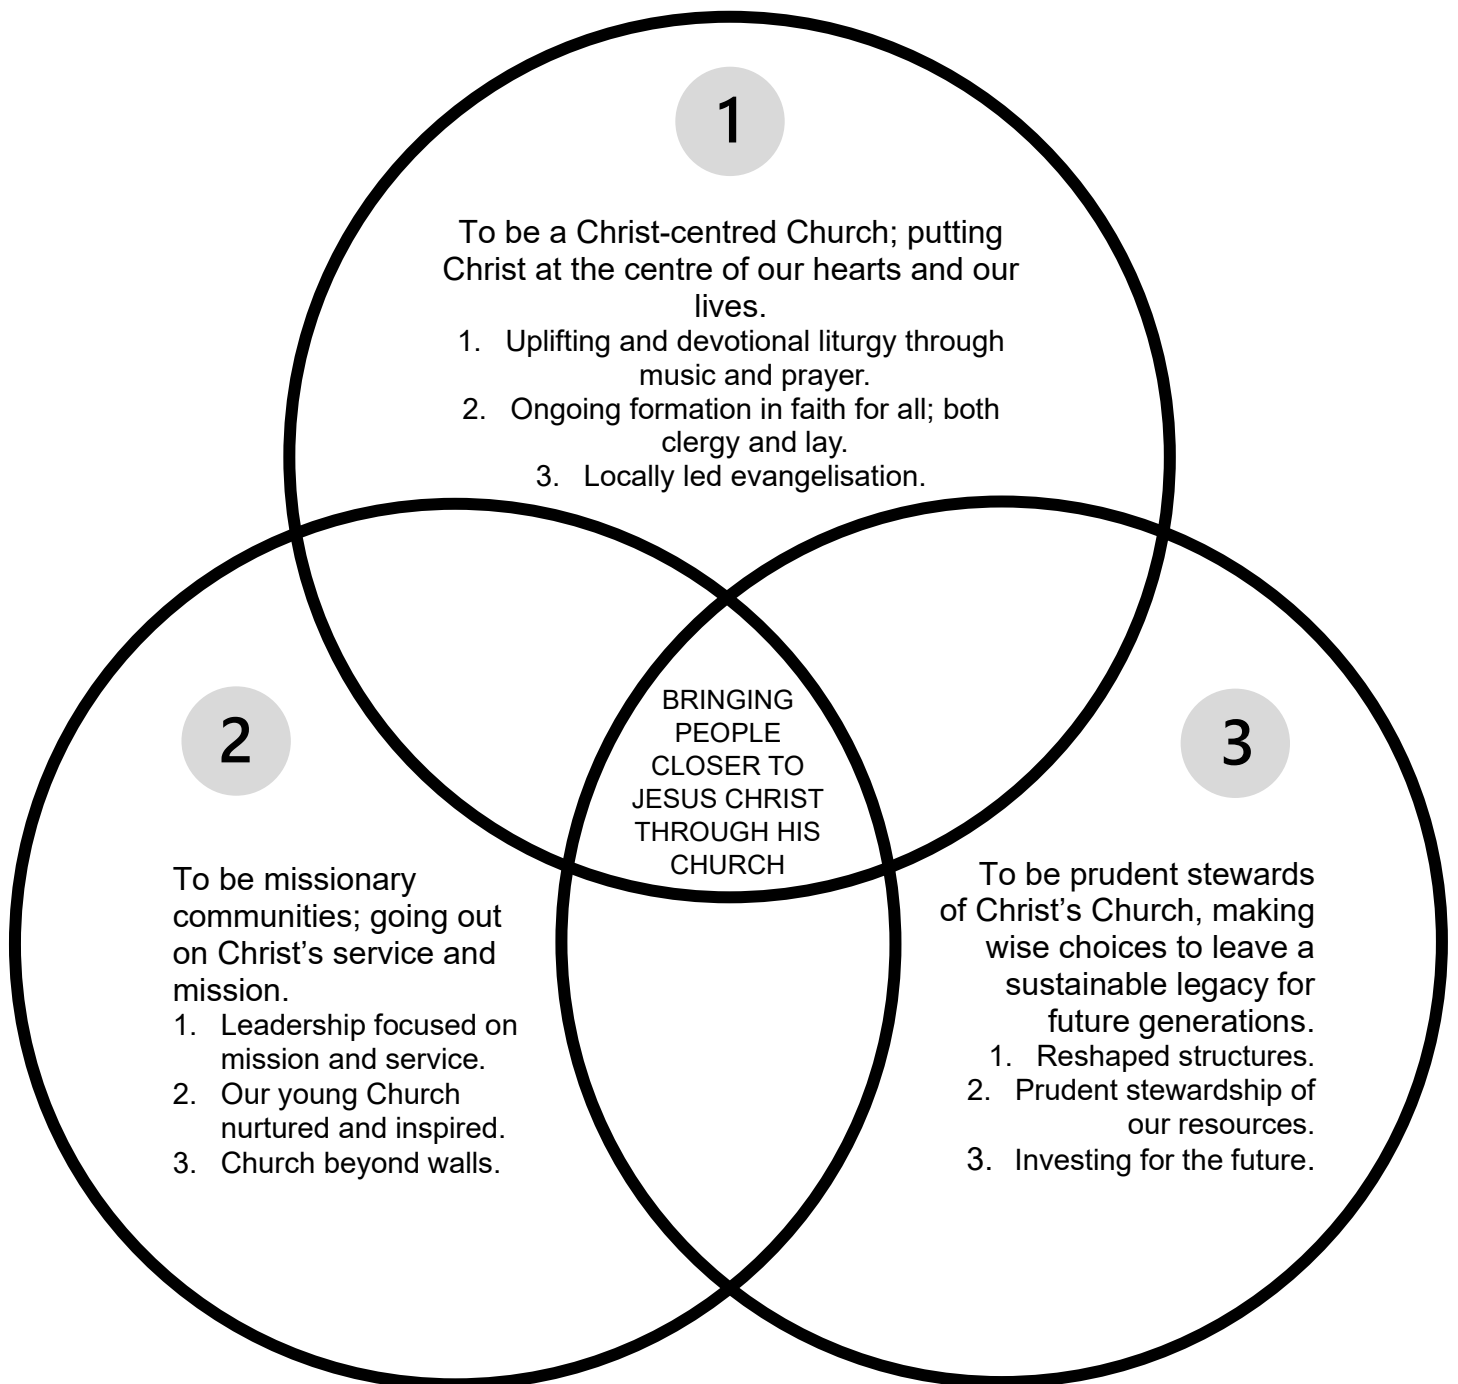 1
To be a Christ-centred Church; putting
Christ at the centre of our hearts and our
lives.
1. Uplifting and devotional liturgy through
music and prayer.
2. Ongoing formation in faith for all; both
clergy and lay.
3. Locally led evangelisation.
2
To be missionary
communities; going out
on Christ’s service and
mission.
1. Leadership focused on
mission and service.
2. Our young Church
nurtured and inspired.
3. Church beyond walls.
BRINGING
PEOPLE
CLOSER TO
JESUS CHRIST
THROUGH HIS
CHURCH
3
To be prudent stewards
of Christ’s Church, making
wise choices to leave a
sustainable legacy for
future generations.
1. Reshaped structures.
2. Prudent stewardship of
our resources.
3. Investing for the future.